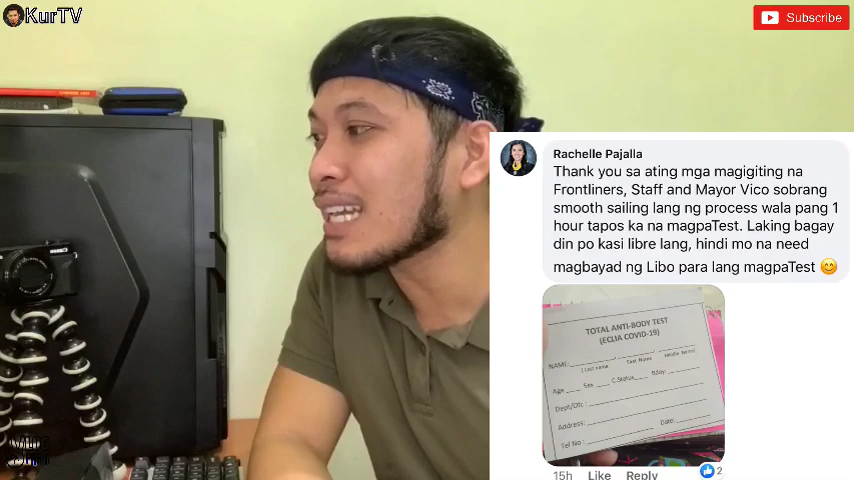 KurTV
Subscribe
Rachelle Pajalla
Thank you sa ating mga magigiting na
Frontliners, Staff and Mayor Vico sobrang
smooth sailing lang ng process wala pang 1
hour tapos ka na magpaTest. Laking bagay
din po kasi libre lang, hindi mo na need
magbayad ng Libo para lang magpaTest 😊
TOTAL ANTI-BODY TEST
(ECLIA COVID-19)
NAME:
(Last name First Name Middle Name)
Age Sex C.Status Bday:
Dept/Ofc :
Address:
Tel No : Date:
15h Like Reply 2